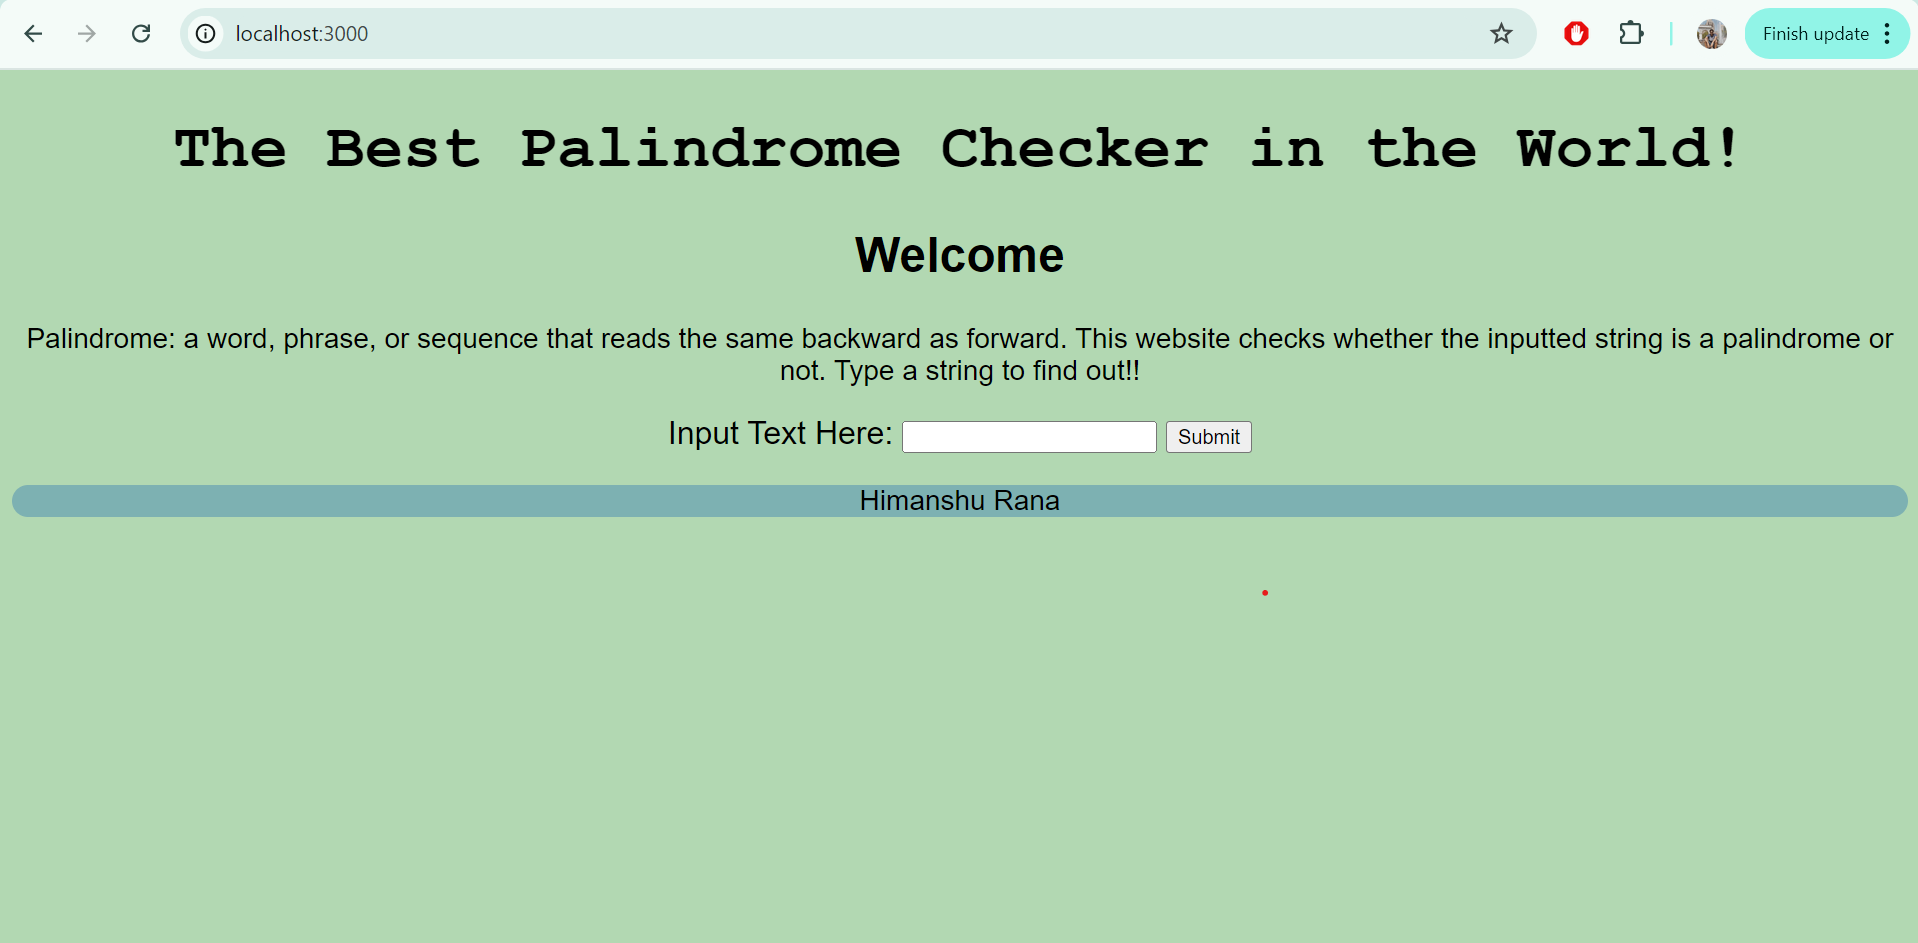 localhost:3000
Finish update
The Best Palindrome Checker in the World!
Welcome
Palindrome: a word, phrase, or sequence that reads the same backward as forward. This website checks whether the inputted string is a palindrome or
not. Type a string to find out!!
Input Text Here: Submit
Himanshu Rana